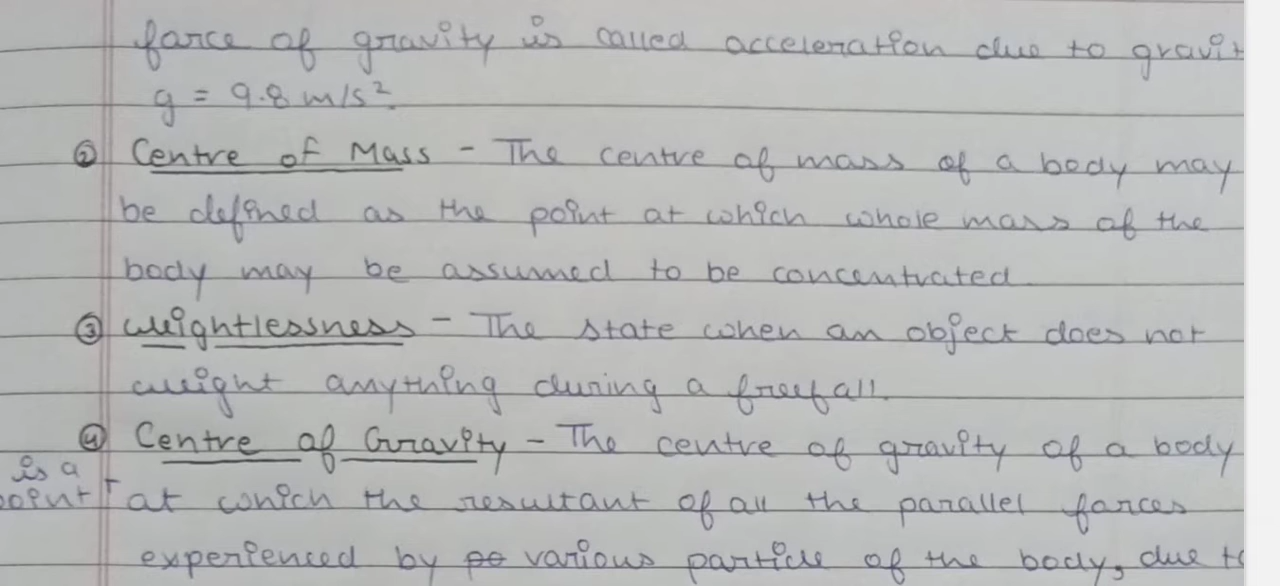 force of gravity is called acceleration due to gravit
g = 9.8 m/s².
② Centre of Mass - The centre of mass of a body may
be defined as the point at which whole mass of the
body may be assumed to be concentrated.
③ weightlessness - The state when an object does not
weight anything during a freefall.
④ Centre of Gravity - The centre of gravity of a body
is a
point at which the resultant of all the parallel forces
experienced by various particle of the body, due to